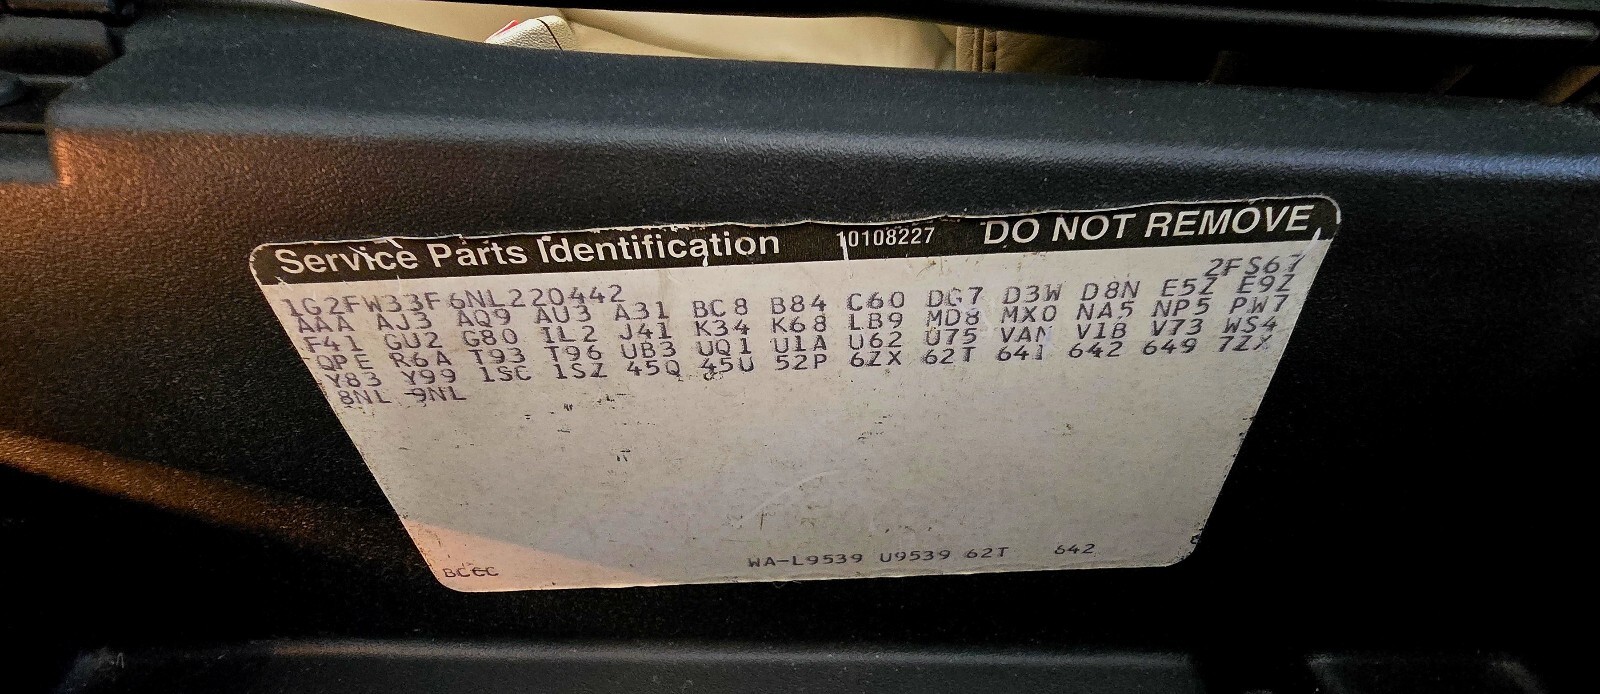 Service Parts Identification 10108227 DO NOT REMOVE
1G2FW33F6NL220442 2FS67
AAA AJ3 AQ9 AU3 A31 BC8 B84 C60 DG7 D3W D8N E5Z E9Z
F41 GU2 G80 IL2 J41 K34 K68 LB9 MD8 MX0 NA5 NP5 PW7
QPE R6A T93 T96 UB3 UQ1 U1A U62 U75 VAN V1B V73 WS4
Y83 Y99 1SC 1SZ 45Q 45U 52P 6ZX 62T 641 642 649 7ZX
8NL 9NL
WA-L9539 U9539 62T 642
BCCC